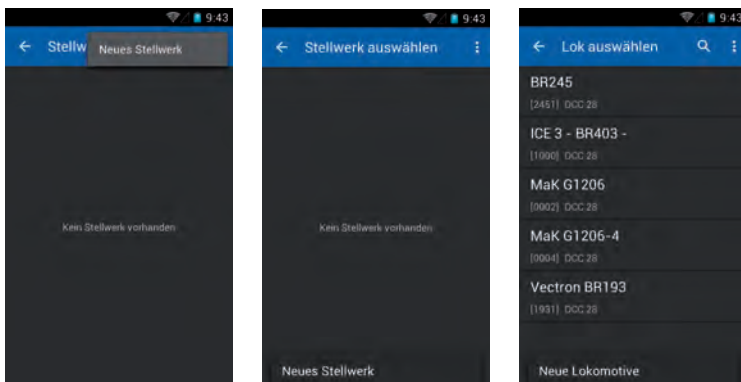 9:43
Stellw
Neues Stellwerk
Kein Stellwerk vorhanden
9:43
Stellwerk auswählen
Kein Stellwerk vorhanden
Neues Stellwerk
9:43
Lok auswählen
BR245
[2451] DCC 28
ICE 3 - BR403 -
[1000] DCC 28
MaK G1206
[0002] DCC 28
MaK G1206-4
[0004] DCC 28
Vectron BR193
[1931] DCC 28
Neue Lokomotive